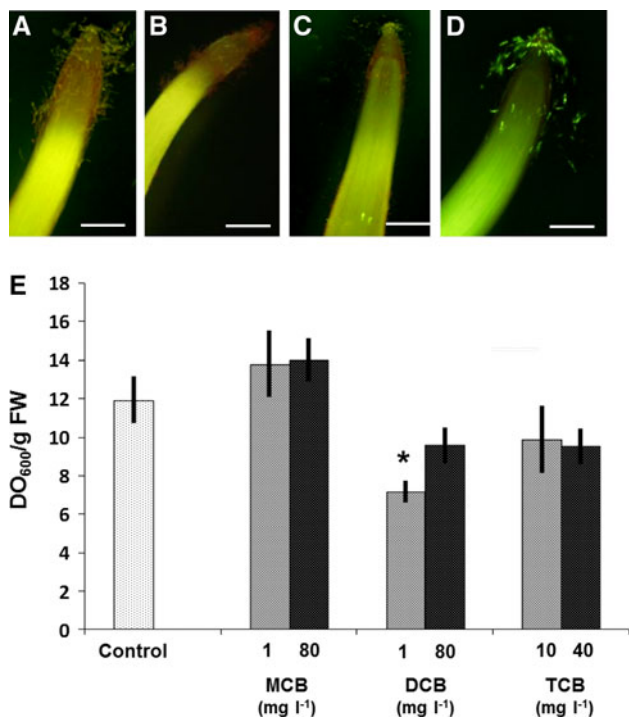 A B C D
E
DO₆₀₀/g FW
18
16
14
12
10
8
6
4
2
0
*
Control 1 80 1 80 10 40
MCB DCB TCB
(mg l⁻¹) (mg l⁻¹) (mg l⁻¹)